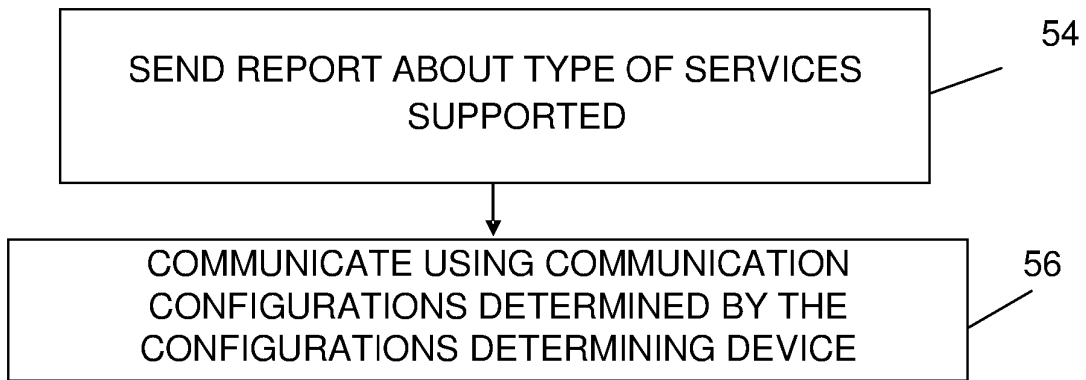 54
SEND REPORT ABOUT TYPE OF SERVICES
SUPPORTED
56
COMMUNICATE USING COMMUNICATION
CONFIGURATIONS DETERMINED BY THE
CONFIGURATIONS DETERMINING DEVICE